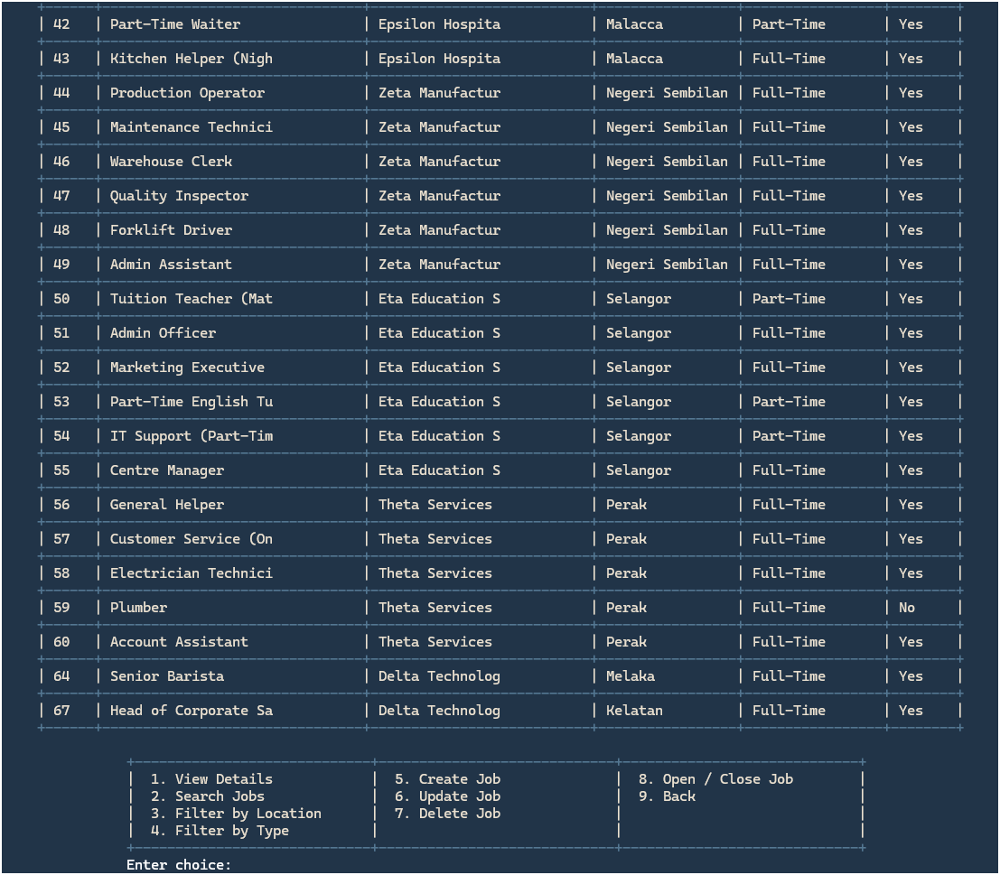 | 42 | Part-Time Waiter | Epsilon Hospita | Malacca | Part-Time | Yes |
| 43 | Kitchen Helper (Nigh | Epsilon Hospita | Malacca | Full-Time | Yes |
| 44 | Production Operator | Zeta Manufactur | Negeri Sembilan | Full-Time | Yes |
| 45 | Maintenance Technici | Zeta Manufactur | Negeri Sembilan | Full-Time | Yes |
| 46 | Warehouse Clerk | Zeta Manufactur | Negeri Sembilan | Full-Time | Yes |
| 47 | Quality Inspector | Zeta Manufactur | Negeri Sembilan | Full-Time | Yes |
| 48 | Forklift Driver | Zeta Manufactur | Negeri Sembilan | Full-Time | Yes |
| 49 | Admin Assistant | Zeta Manufactur | Negeri Sembilan | Full-Time | Yes |
| 50 | Tuition Teacher (Mat | Eta Education S | Selangor | Part-Time | Yes |
| 51 | Admin Officer | Eta Education S | Selangor | Full-Time | Yes |
| 52 | Marketing Executive | Eta Education S | Selangor | Full-Time | Yes |
| 53 | Part-Time English Tu | Eta Education S | Selangor | Part-Time | Yes |
| 54 | IT Support (Part-Tim | Eta Education S | Selangor | Part-Time | Yes |
| 55 | Centre Manager | Eta Education S | Selangor | Full-Time | Yes |
| 56 | General Helper | Theta Services | Perak | Full-Time | Yes |
| 57 | Customer Service (On | Theta Services | Perak | Full-Time | Yes |
| 58 | Electrician Technici | Theta Services | Perak | Full-Time | Yes |
| 59 | Plumber | Theta Services | Perak | Full-Time | No |
| 60 | Account Assistant | Theta Services | Perak | Full-Time | Yes |
| 64 | Senior Barista | Delta Technolog | Melaka | Full-Time | Yes |
| 67 | Head of Corporate Sa | Delta Technolog | Kelatan | Full-Time | Yes |
| 1. View Details | 5. Create Job | 8. Open / Close Job |
| 2. Search Jobs | 6. Update Job | 9. Back |
| 3. Filter by Location | 7. Delete Job | |
| 4. Filter by Type | | |
Enter choice: